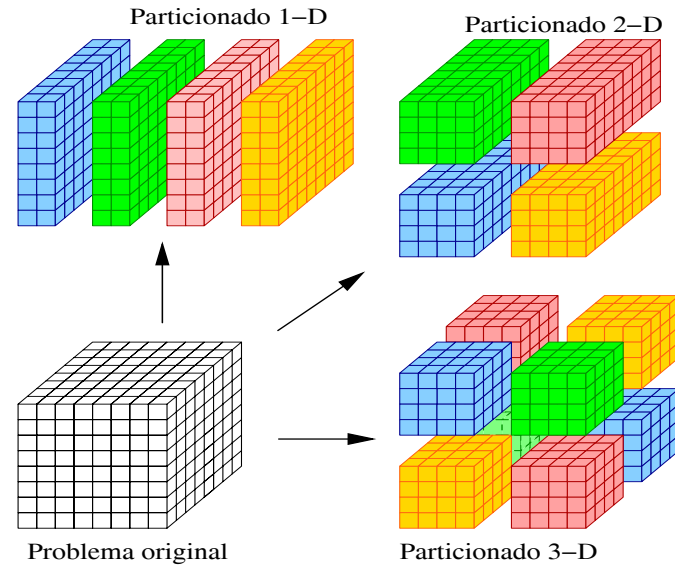 Particionado 1-D
Particionado 2-D
Problema original
Particionado 3-D